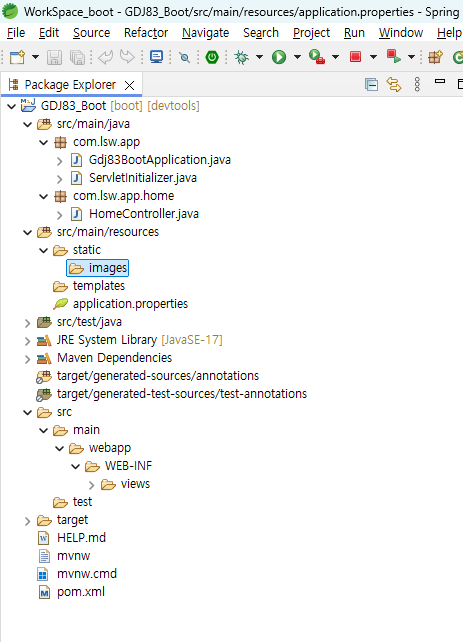 WorkSpace_boot - GDJ83_Boot/src/main/resources/application.properties - Spring
File Edit Source Refactor Navigate Search Project Run Window Help
Package Explorer
GDJ83_Boot [boot] [devtools]
src/main/java
com.lsw.app
Gdj83BootApplication.java
ServletInitializer.java
com.lsw.app.home
HomeController.java
src/main/resources
static
images
templates
application.properties
src/test/java
JRE System Library [JavaSE-17]
Maven Dependencies
target/generated-sources/annotations
target/generated-test-sources/test-annotations
src
main
webapp
WEB-INF
views
test
target
HELP.md
mvnw
mvnw.cmd
pom.xml